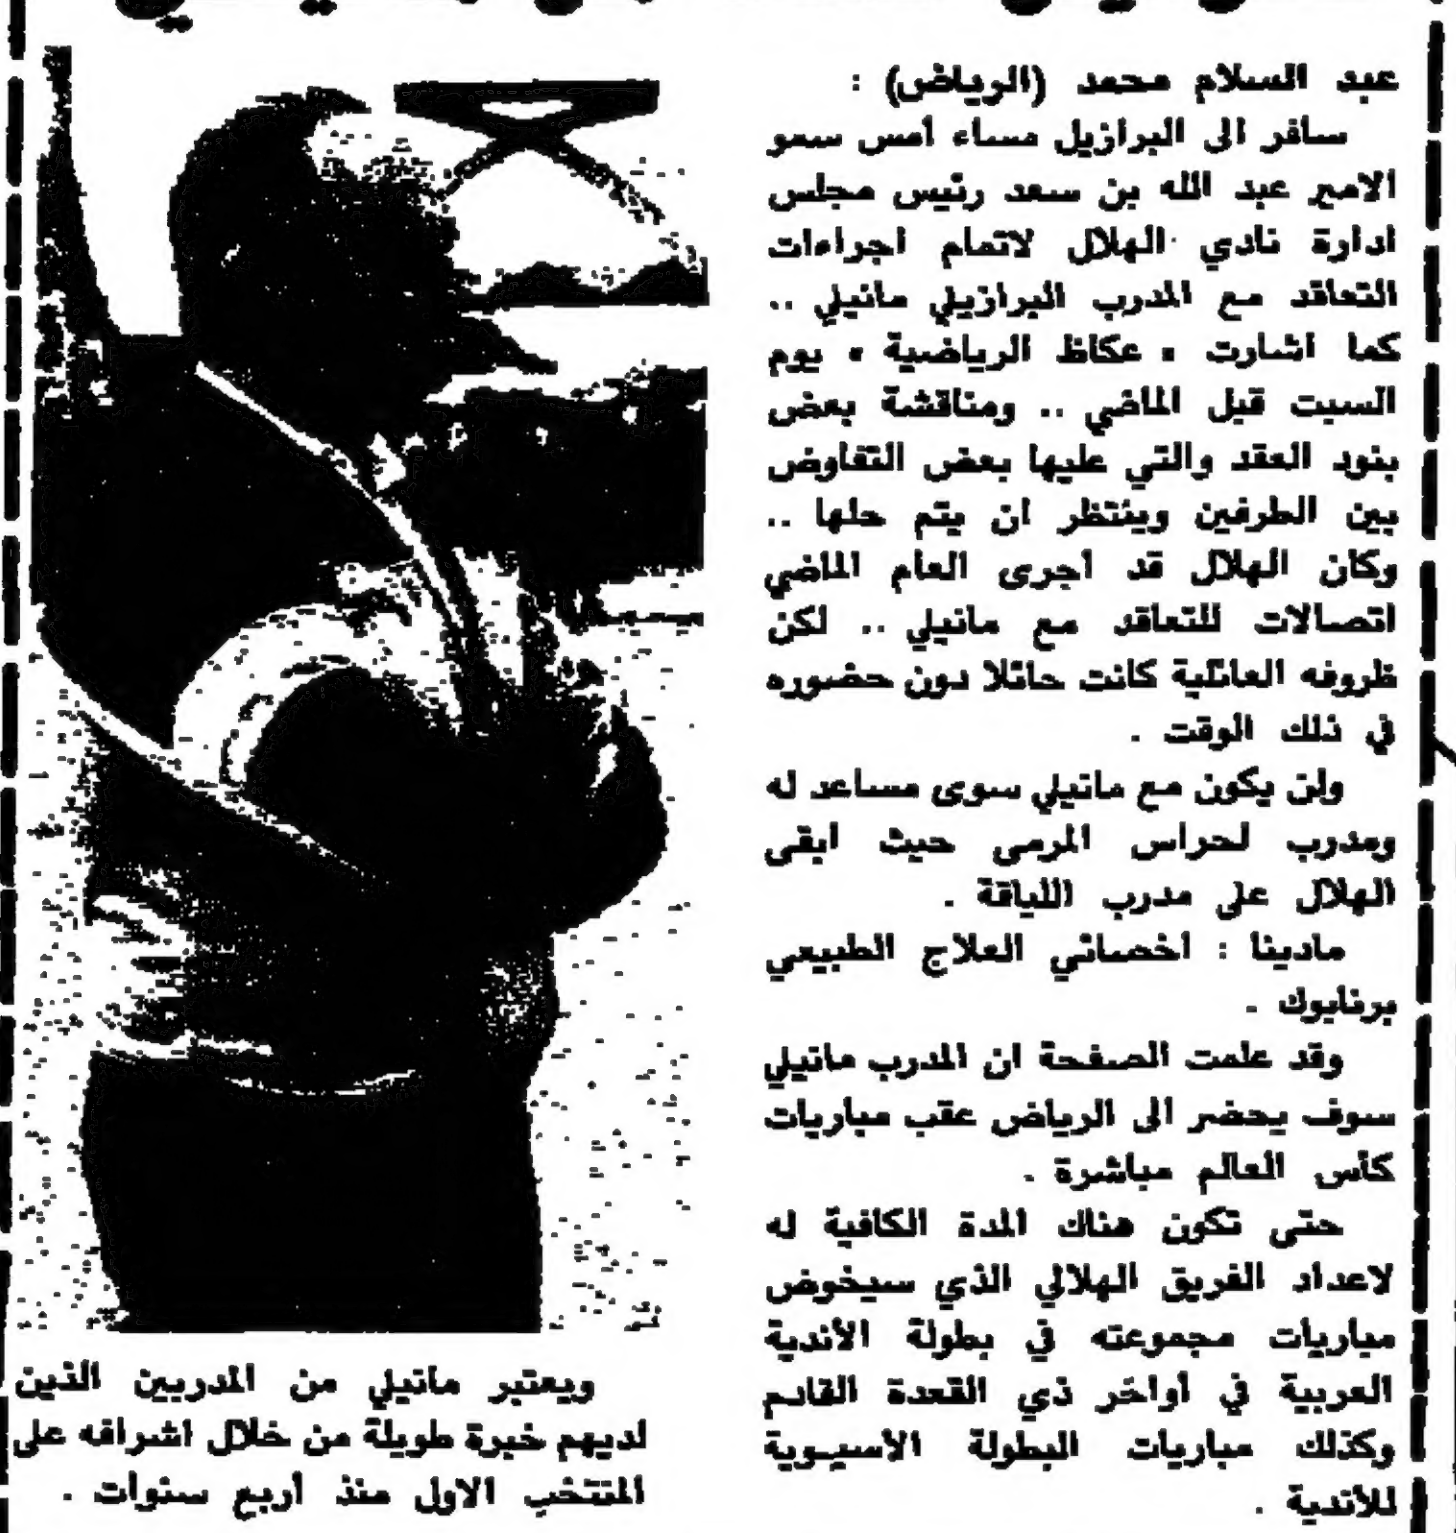 عبد السلام محمد (الرياض) :
سافر الى البرازيل مساء أمس سمو
الامير عبد الله بن سعد رئيس مجلس
ادارة نادي الهلال لاتمام اجراءات
التعاقد مع المدرب البرازيلي مانيلي ..
كما اشارت « عكاظ الرياضية » يوم
السبت قبل الماضي .. ومناقشة بعض
بنود العقد والتي عليها بعض التفاوض
بين الطرفين وينتظر ان يتم حلها ..
وكان الهلال قد اجرى العام الماضي
اتصالات للتعاقد مع مانيلي .. لكن
ظروفه العائلية كانت حائلا دون حضوره
في ذلك الوقت .
ولن يكون مع مانيلي سوى مساعد له
ومدرب لحراس المرمى حيث ابقى
الهلال على مدرب اللياقة .
مادينا : اخصائي العلاج الطبيعي
برنابوك .
وقد علمت الصفحة ان المدرب مانيلي
سوف يحضر الى الرياض عقب مباريات
كأس العالم مباشرة .
حتى تكون هناك المدة الكافية له
لاعداد الفريق الهلالي الذي سيخوض
مباريات مجموعته في بطولة الأندية
العربية في أواخر ذي القعدة القادم
وكذلك مباريات البطولة الاسيوية
للأندية .
ويعتبر مانيلي من المدربين الذين
لديهم خبرة طويلة من خلال اشرافه على
المنتخب الاول منذ أربع سنوات .